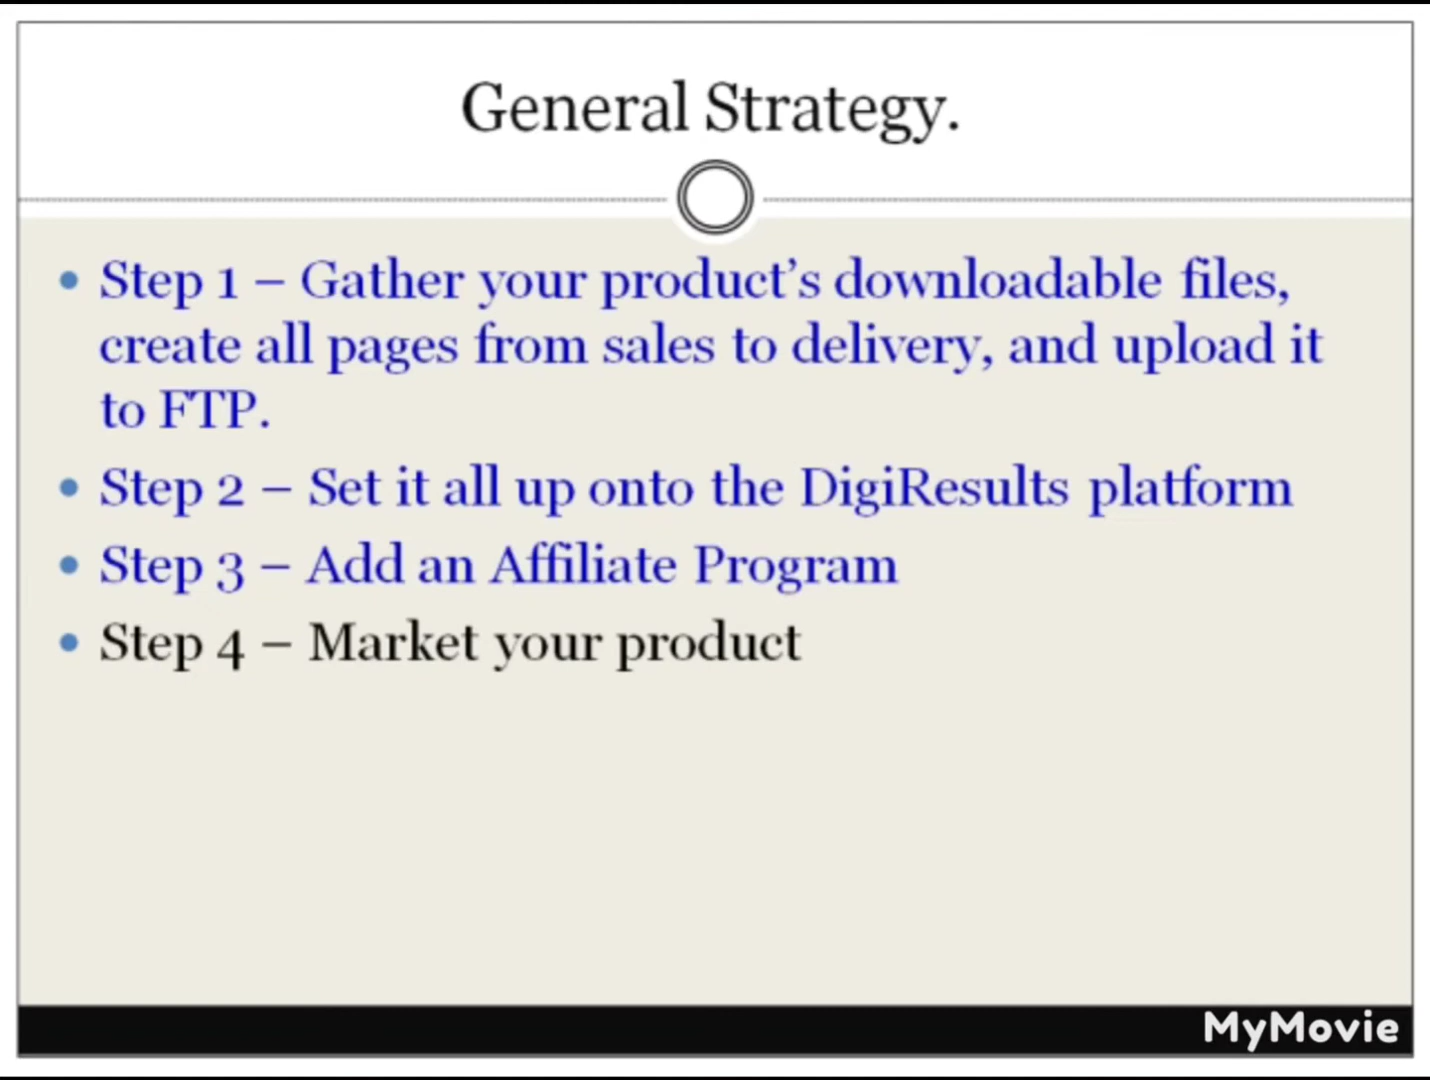 General Strategy.
• Step 1 – Gather your product’s downloadable files,
create all pages from sales to delivery, and upload it
to FTP.
• Step 2 – Set it all up onto the DigiResults platform
• Step 3 – Add an Affiliate Program
• Step 4 – Market your product
MyMovie